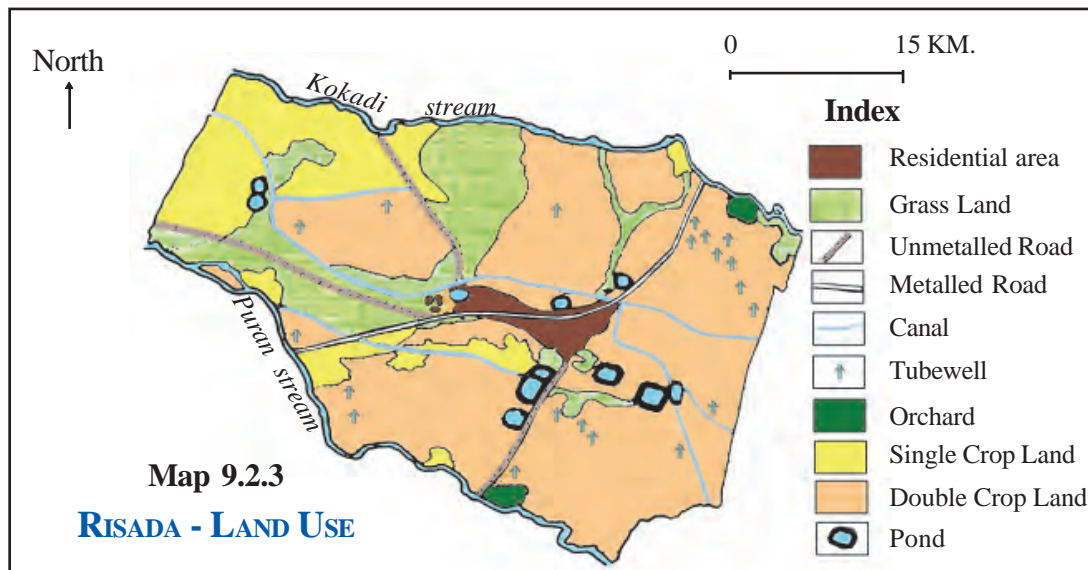 North
0 15 KM.
Kokadi stream
Puran stream
Index
Residential area
Grass Land
Unmetalled Road
Metalled Road
Canal
Tubewell
Orchard
Single Crop Land
Double Crop Land
Pond
Map 9.2.3
RISADA - LAND USE